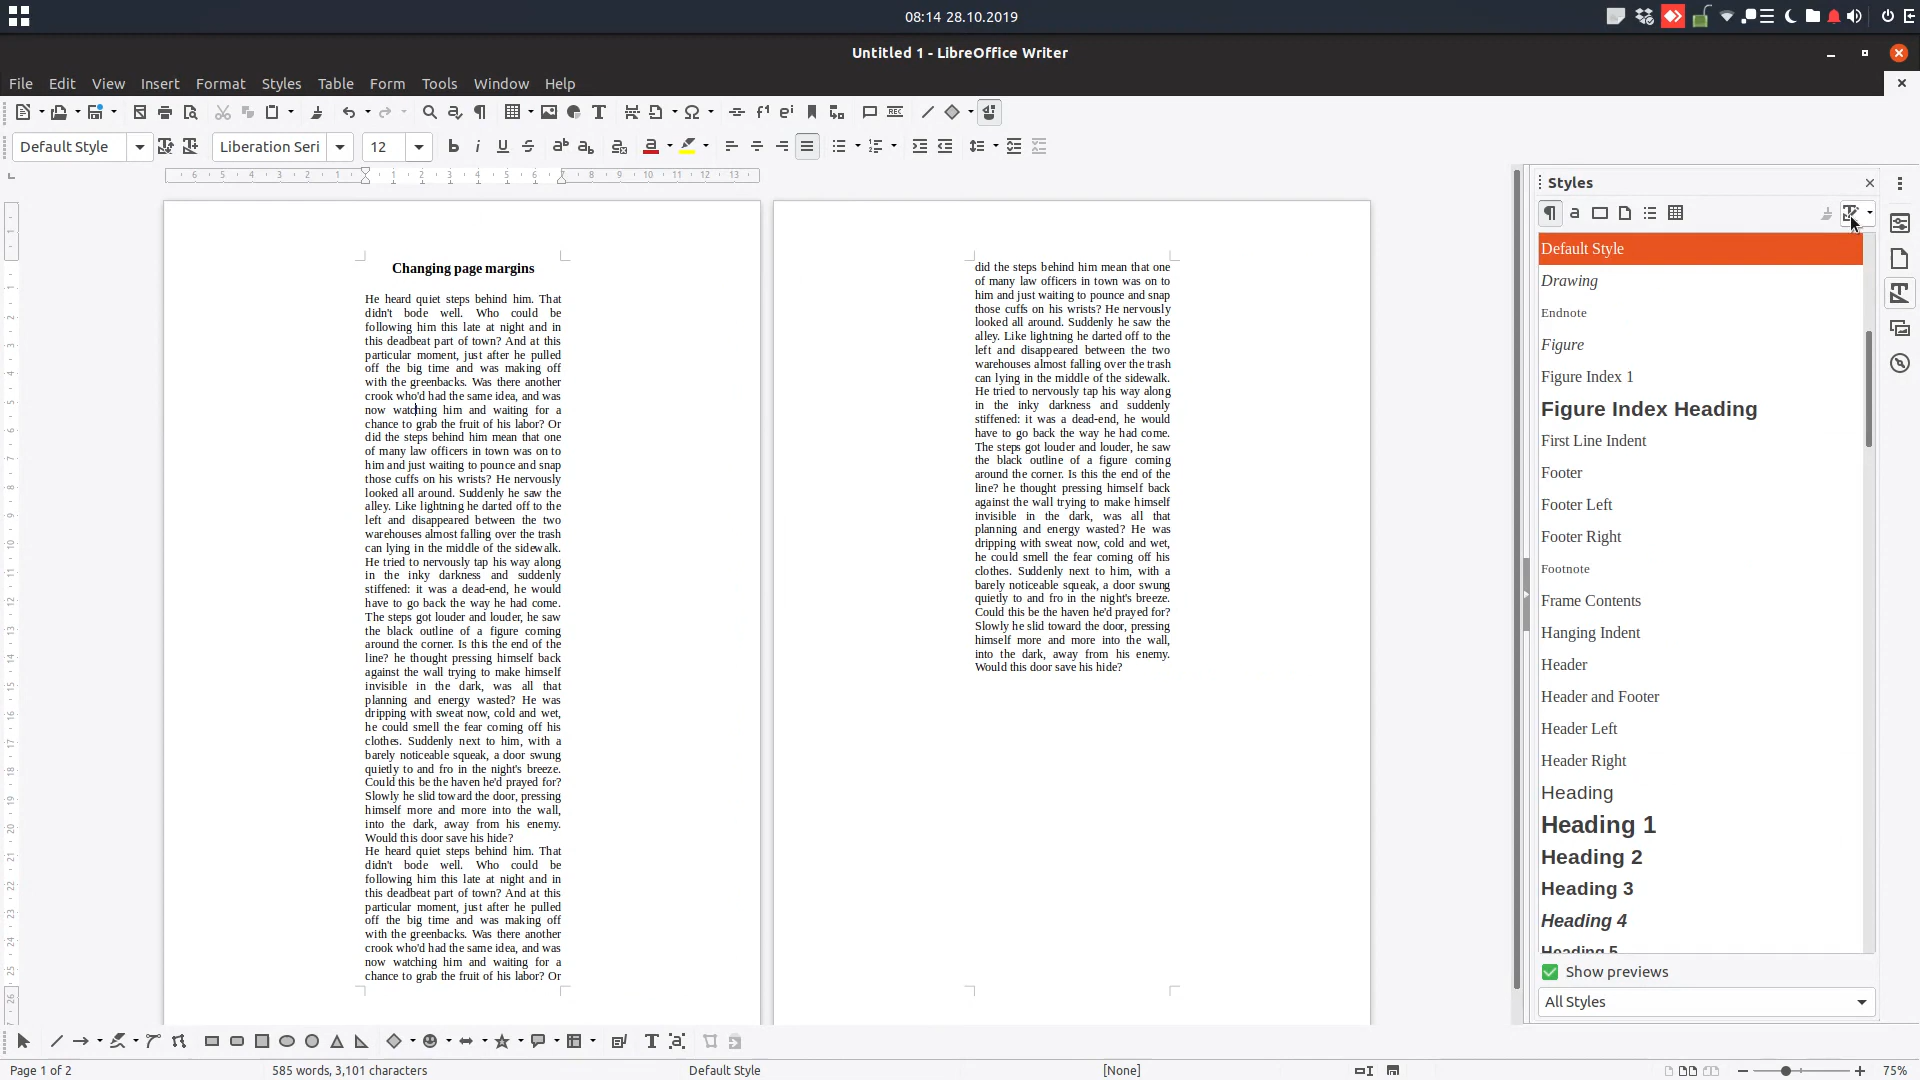 08:14 28.10.2019
Untitled 1 - LibreOffice Writer
File Edit View Insert Format Styles Table Form Tools Window Help
Default Style
Liberation Seri
12
6 5 4 3 2 1 1 2 3 4 5 6 7 8 9 10 11 12 13
Changing page margins
He heard quiet steps behind him. That
didn't bode well. Who could be
following him this late at night and in
this deadbeat part of town? And at this
particular moment, just after he pulled
off the big time and was making off
with the greenbacks. Was there another
crook who'd had the same idea, and was
now watching him and waiting for a
chance to grab the fruit of his labor? Or
did the steps behind him mean that one
of many law officers in town was on to
him and just waiting to pounce and snap
those cuffs on his wrists? He nervously
looked all around. Suddenly he saw the
alley. Like lightning he darted off to the
left and disappeared between the two
warehouses almost falling over the trash
can lying in the middle of the sidewalk.
He tried to nervously tap his way along
in the inky darkness and suddenly
stiffened: it was a dead-end, he would
have to go back the way he had come.
The steps got louder and louder, he saw
the black outline of a figure coming
around the corner. Is this the end of the
line? he thought pressing himself back
against the wall trying to make himself
invisible in the dark, was all that
planning and energy wasted? He was
dripping with sweat now, cold and wet,
he could smell the fear coming off his
clothes. Suddenly next to him, with a
barely noticeable squeak, a door swung
quietly to and fro in the night's breeze.
Could this be the haven he'd prayed for?
Slowly he slid toward the door, pressing
himself more and more into the wall,
into the dark, away from his enemy.
Would this door save his hide?
He heard quiet steps behind him. That
didn't bode well. Who could be
following him this late at night and in
this deadbeat part of town? And at this
particular moment, just after he pulled
off the big time and was making off
with the greenbacks. Was there another
crook who'd had the same idea, and was
now watching him and waiting for a
chance to grab the fruit of his labor? Or
did the steps behind him mean that one
of many law officers in town was on to
him and just waiting to pounce and snap
those cuffs on his wrists? He nervously
looked all around. Suddenly he saw the
alley. Like lightning he darted off to the
left and disappeared between the two
warehouses almost falling over the trash
can lying in the middle of the sidewalk.
He tried to nervously tap his way along
in the inky darkness and suddenly
stiffened: it was a dead-end, he would
have to go back the way he had come.
The steps got louder and louder, he saw
the black outline of a figure coming
around the corner. Is this the end of the
line? he thought pressing himself back
against the wall trying to make himself
invisible in the dark, was all that
planning and energy wasted? He was
dripping with sweat now, cold and wet,
he could smell the fear coming off his
clothes. Suddenly next to him, with a
barely noticeable squeak, a door swung
quietly to and fro in the night's breeze.
Could this be the haven he'd prayed for?
Slowly he slid toward the door, pressing
himself more and more into the wall,
into the dark, away from his enemy.
Would this door save his hide?
Styles
Default Style
Drawing
Endnote
Figure
Figure Index 1
Figure Index Heading
First Line Indent
Footer
Footer Left
Footer Right
Footnote
Frame Contents
Hanging Indent
Header
Header and Footer
Header Left
Header Right
Heading
Heading 1
Heading 2
Heading 3
Heading 4
Heading 5
Show previews
All Styles
Page 1 of 2
585 words, 3,101 characters
Default Style
[None]
75%